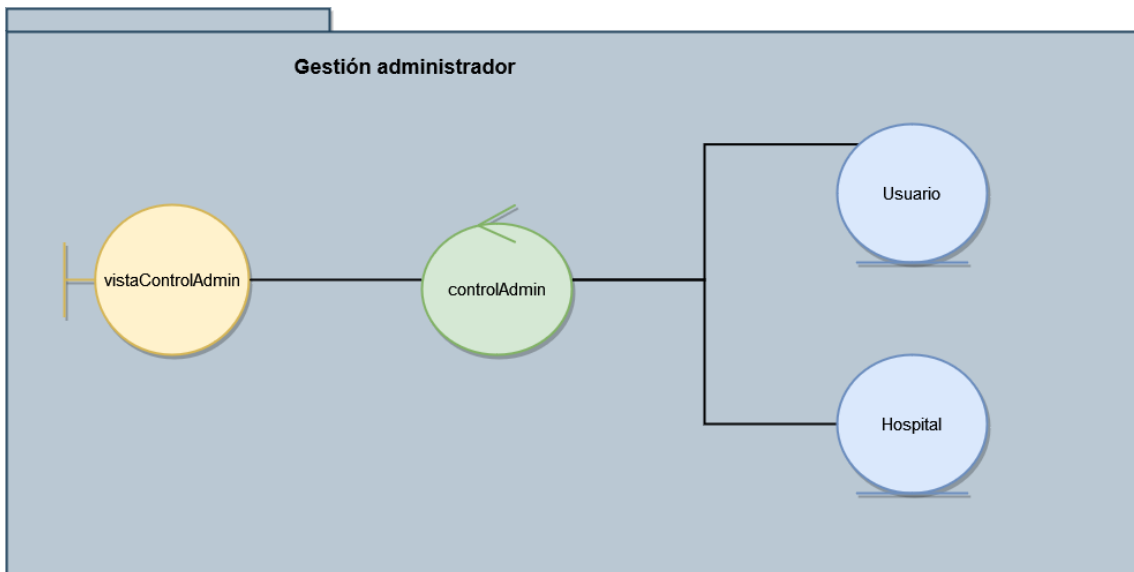 Gestión administrador
vistaControlAdmin
controlAdmin
Usuario
Hospital